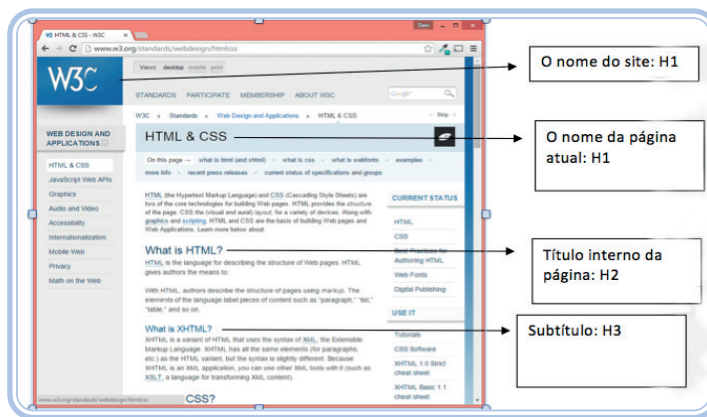 HTML & CSS - W3C
www.w3.org/standards/webdesign/htmlcss
W3C
Views: desktop mobile print
STANDARDS PARTICIPATE MEMBERSHIP ABOUT W3C
Google™
W3C » Standards » Web Design and Applications » HTML & CSS
Skip
WEB DESIGN AND
APPLICATIONS
HTML & CSS
JavaScript Web APIs
Graphics
Audio and Video
Accessibility
Internationalization
Mobile Web
Privacy
Math on the Web
HTML & CSS
On this page → what is html (and xhtml) • what is css • what is webfonts • examples •
more info • recent press releases • current status of specifications and groups
HTML (the Hypertext Markup Language) and CSS (Cascading Style Sheets) are
two of the core technologies for building Web pages. HTML provides the structure
of the page, CSS the (visual and aural) layout, for a variety of devices. Along with
graphics and scripting, HTML and CSS are the basis of building Web pages and
Web Applications. Learn more below about
What is HTML?
HTML is the language for describing the structure of Web pages. HTML
gives authors the means to:
With HTML, authors describe the structure of pages using markup. The
elements of the language label pieces of content such as "paragraph," "list,"
"table," and so on.
What is XHTML?
XHTML is a variant of HTML that uses the syntax of XML, the Extensible
Markup Language. XHTML has all the same elements (for paragraphs,
etc.) as the HTML variant, but the syntax is slightly different. Because
XHTML is an XML application, you can use other XML tools with it (such as
XSLT, a language for transforming XML content).
CSS?
www.w3.org/standards/webdesign/htmlcss
CURRENT STATUS
HTML
CSS
Best Practices for
Authoring HTML
Web Fonts
Digital Publishing
USE IT
Tutorials
CSS Software
XHTML 1.0 Strict
cheat sheet
XHTML Basic 1.1
cheat sheet
O nome do site: H1
O nome da página
atual: H1
Título interno da
página: H2
Subtítulo: H3